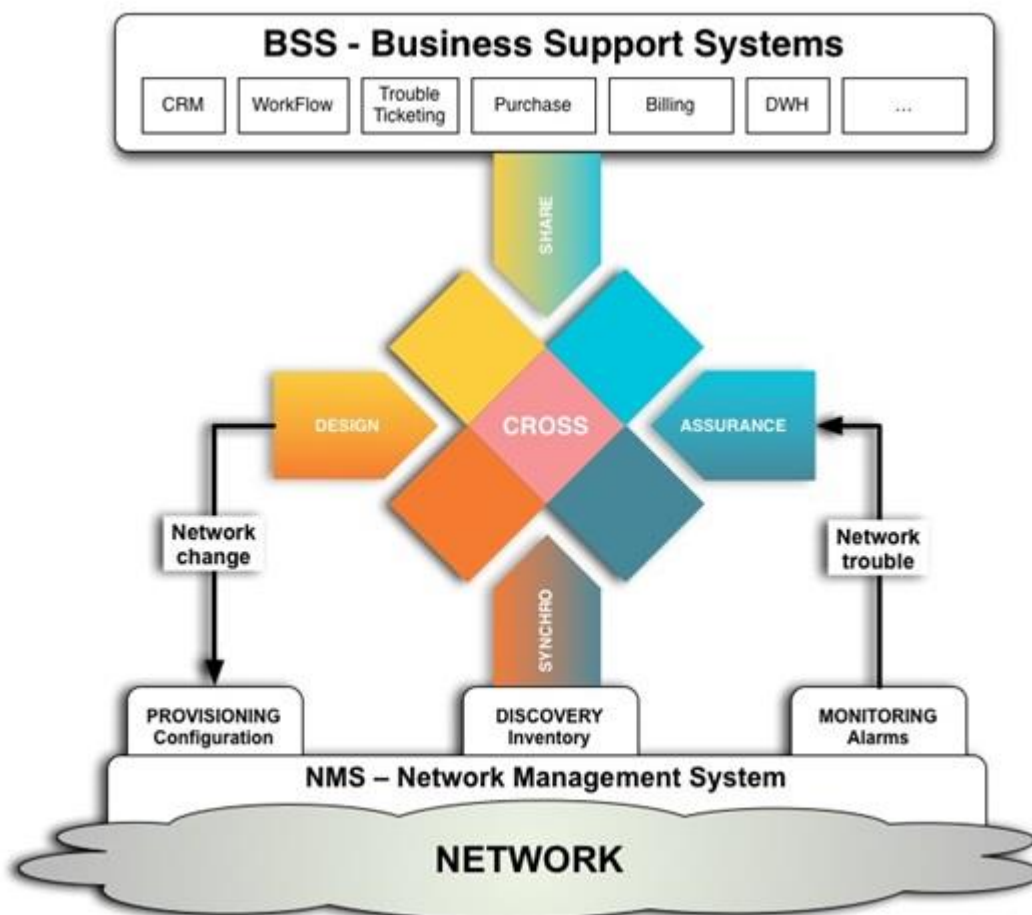 BSS - Business Support Systems
CRM
WorkFlow
Trouble
Ticketing
Purchase
Billing
DWH
...
SHARE
DESIGN
CROSS
ASSURANCE
Network
change
Network
trouble
SYNCHRO
PROVISIONING
Configuration
DISCOVERY
Inventory
MONITORING
Alarms
NMS – Network Management System
NETWORK